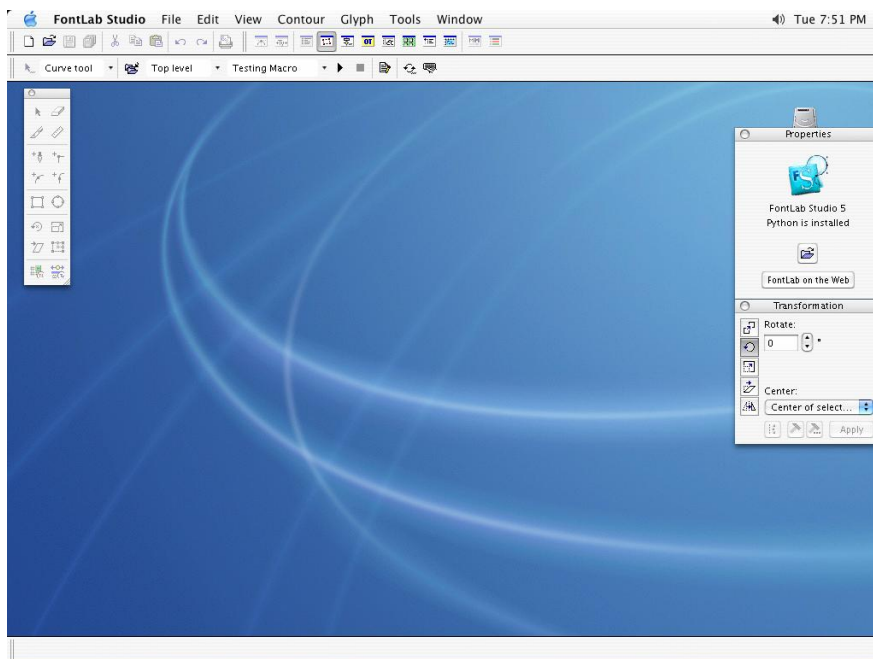 FontLab Studio File Edit View Contour Glyph Tools Window Tue 7:51 PM
Curve tool Top level Testing Macro
Properties
FontLab Studio 5
Python is installed
FontLab on the Web
Transformation
Rotate:
0 °
Center:
Center of select...
Apply